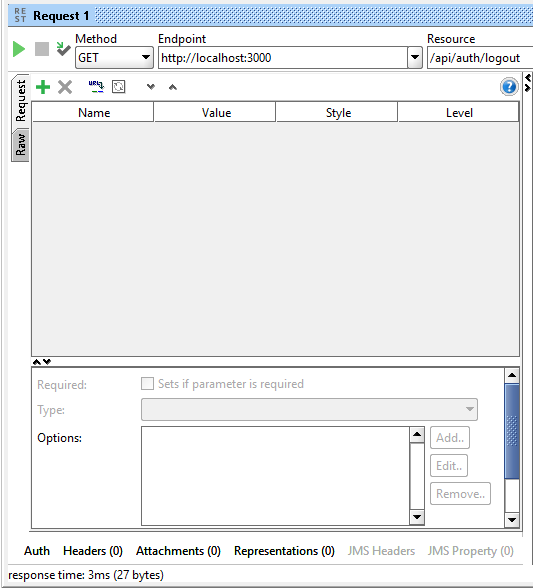 RE
ST
Request 1
Method
Endpoint
Resource
GET
http://localhost:3000
/api/auth/logout
Request
Raw
URL
?
Name Value Style Level
Required:
Sets if parameter is required
Type:
Options:
Add..
Edit..
Remove..
Auth Headers (0) Attachments (0) Representations (0) JMS Headers JMS Property (0)
response time: 3ms (27 bytes)